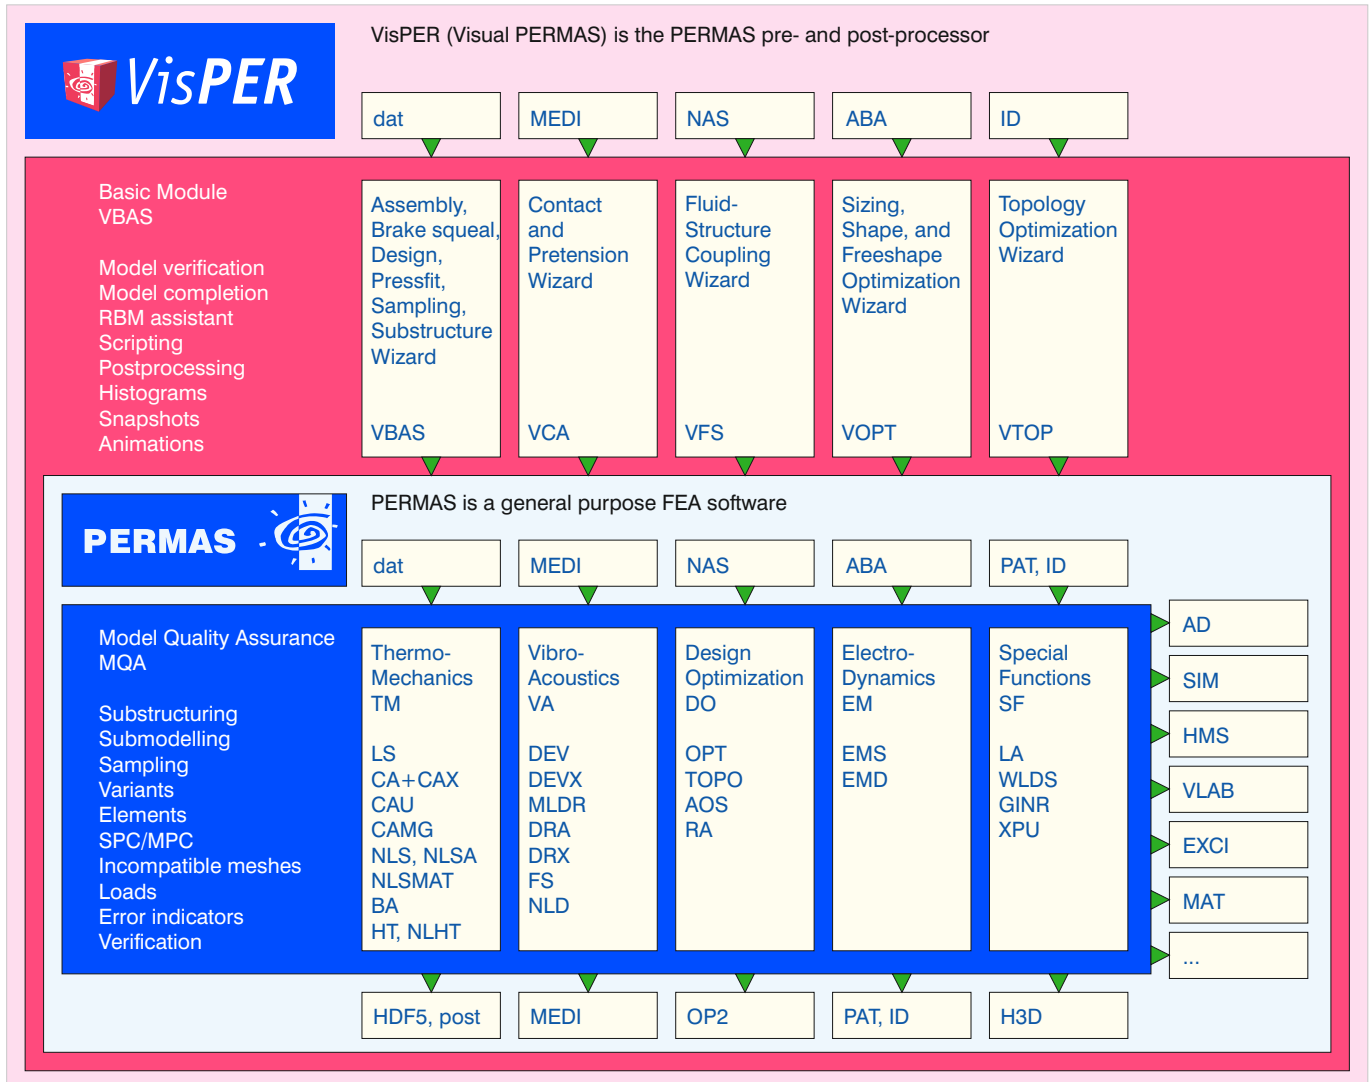 VisPER (Visual PERMAS) is the PERMAS pre- and post-processor
VisPER
dat
MEDI
NAS
ABA
ID
Basic Module
VBAS
Model verification
Model completion
RBM assistant
Scripting
Postprocessing
Histograms
Snapshots
Animations
Assembly,
Brake squeal,
Design,
Pressfit,
Sampling,
Substructure
Wizard
VBAS
Contact
and
Pretension
Wizard
VCA
Fluid-
Structure
Coupling
Wizard
VFS
Sizing,
Shape, and
Freeshape
Optimization
Wizard
VOPT
Topology
Optimization
Wizard
VTOP
PERMAS is a general purpose FEA software
PERMAS
dat
MEDI
NAS
ABA
PAT, ID
Model Quality Assurance
MQA
Substructuring
Submodelling
Sampling
Variants
Elements
SPC/MPC
Incompatible meshes
Loads
Error indicators
Verification
Thermo-
Mechanics
TM
LS
CA+CAX
CAU
CAMG
NLS, NLSA
NLSMAT
BA
HT, NLHT
Vibro-
Acoustics
VA
DEV
DEVX
MLDR
DRA
DRX
FS
NLD
Design
Optimization
DO
OPT
TOPO
AOS
RA
Electro-
Dynamics
EM
EMS
EMD
Special
Functions
SF
LA
WLDS
GINR
XPU
AD
SIM
HMS
VLAB
EXCI
MAT
...
HDF5, post
MEDI
OP2
PAT, ID
H3D